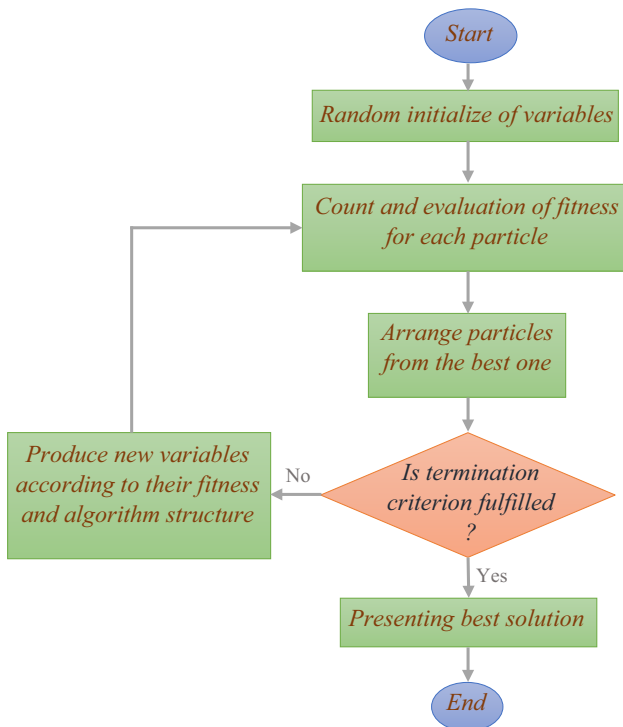 Start
Random initialize of variables
Count and evaluation of fitness
for each particle
Arrange particles
from the best one
Is termination
criterion fulfilled
?
No
Produce new variables
according to their fitness
and algorithm structure
Yes
Presenting best solution
End